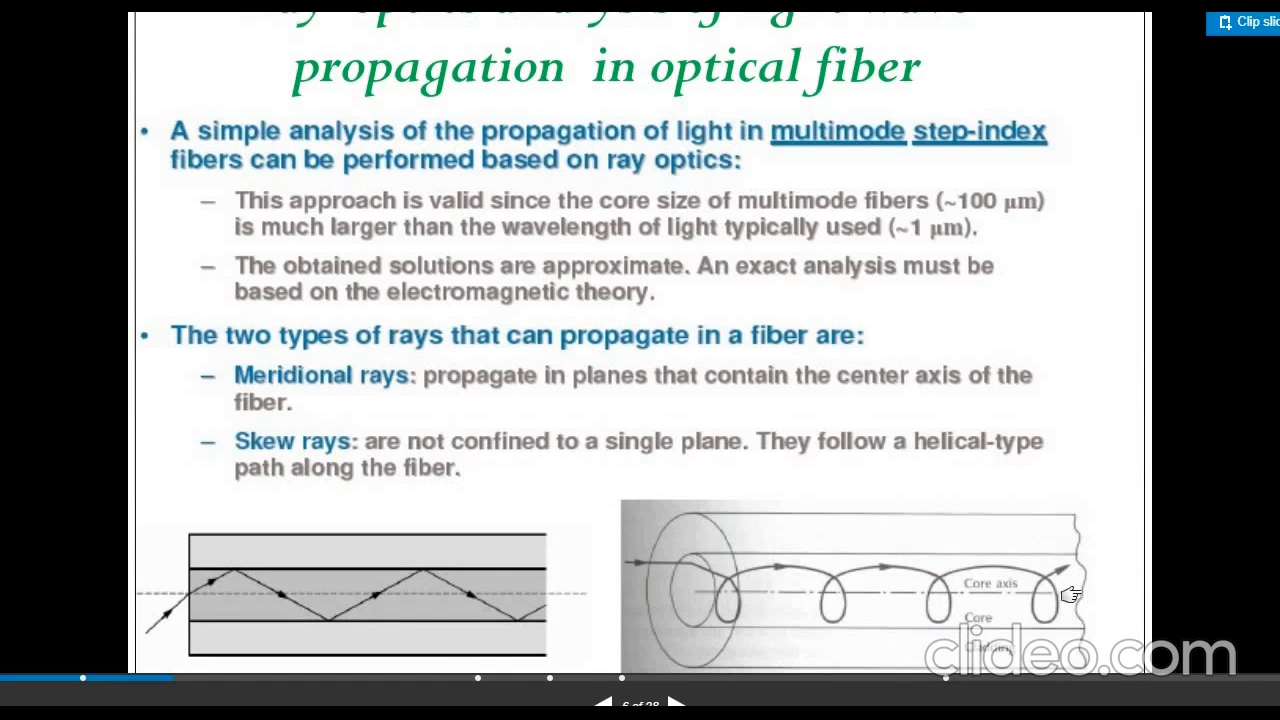 propagation in optical fiber
• A simple analysis of the propagation of light in multimode step-index
fibers can be performed based on ray optics:
– This approach is valid since the core size of multimode fibers (~100 μm)
is much larger than the wavelength of light typically used (~1 μm).
– The obtained solutions are approximate. An exact analysis must be
based on the electromagnetic theory.
• The two types of rays that can propagate in a fiber are:
– Meridional rays: propagate in planes that contain the center axis of the
fiber.
– Skew rays: are not confined to a single plane. They follow a helical-type
path along the fiber.
Core axis
Core
clideo.com
6 of 28
Clip slid